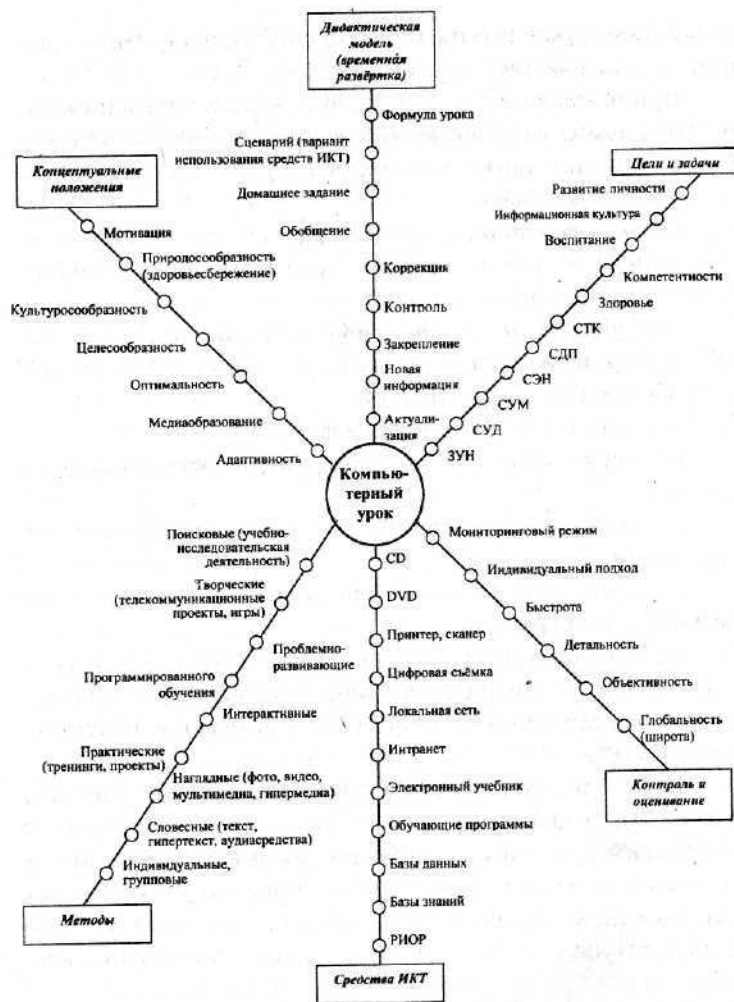 Дидактическая
модель
(временная
развёртка)
Формула урока
Сценарий (вариант
использования средств ИКТ)
Домашнее задание
Обобщение
Коррекция
Контроль
Закрепление
Новая
информация
Актуали-
зация
Концептуальные
положения
Мотивация
Природосообразность
(здоровьесбережение)
Культуросообразность
Целесообразность
Оптимальность
Медиаобразование
Адаптивность
Цели и задачи
Развитие личности
Информационная культура
Воспитание
Компетентности
Здоровье
СТК
СДП
СЭН
СУМ
СУД
ЗУН
Компью-
терный
урок
Поисковые (учебно-
исследовательская
деятельность)
Творческие
(телекоммуникационные
проекты, игры)
Проблемно-
развивающие
Программированного
обучения
Интерактивные
Практические
(тренинги, проекты)
Наглядные (фото, видео,
мультимедиа, гипермедиа)
Словесные (текст,
гипертекст, аудиасредства)
Индивидуальные,
групповые
Методы
CD
DVD
Принтер, сканер
Цифровая съёмка
Локальная сеть
Интранет
Электронный учебник
Обучающие программы
Базы данных
Базы знаний
РИОР
Средства ИКТ
Мониторинговый режим
Индивидуальный подход
Быстрота
Детальность
Объективность
Глобальность
(широта)
Контроль и
оценивание